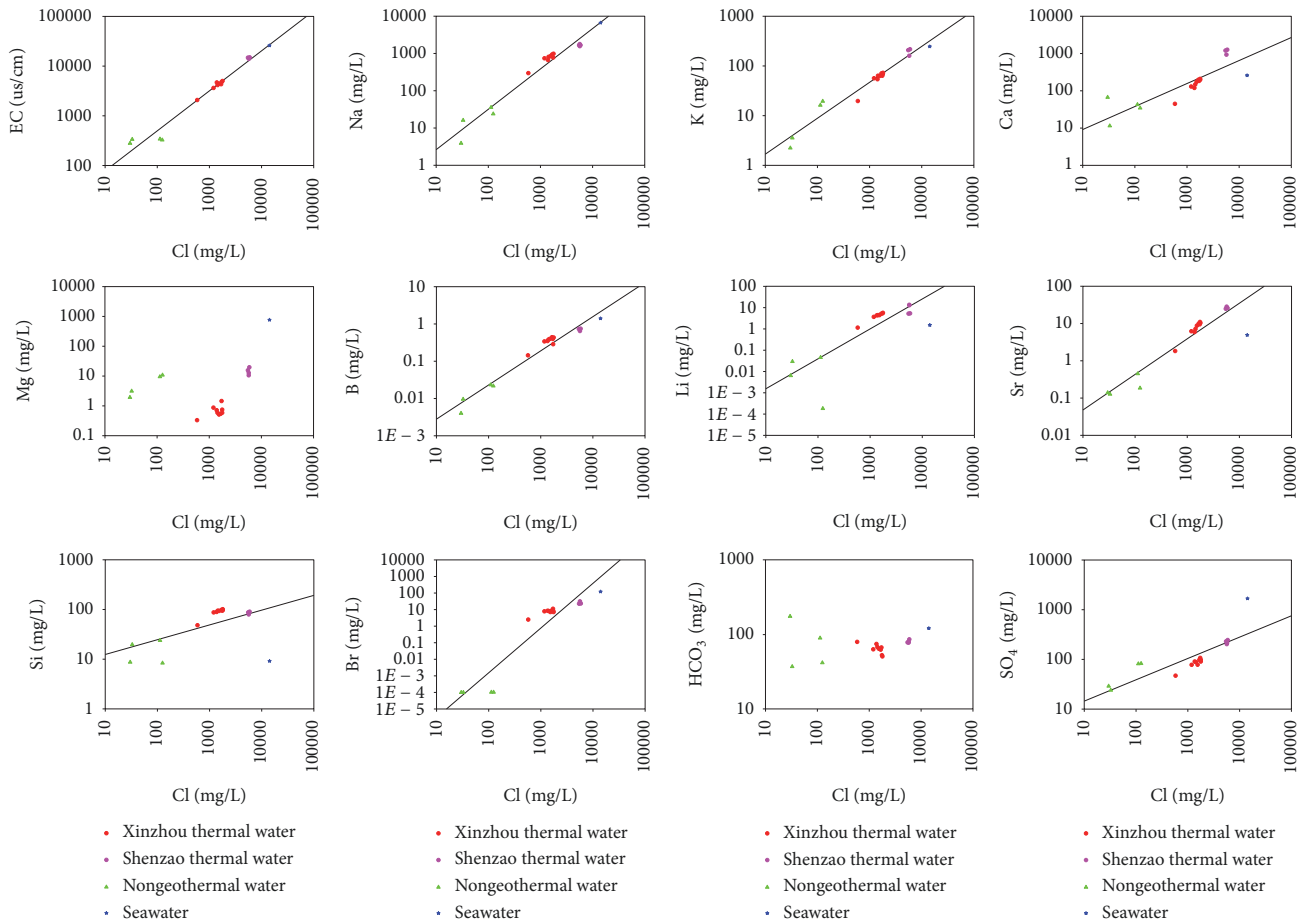 EC (us/cm)
100000
10000
1000
100
10
100
1000
10000
100000
Cl (mg/L)
Na (mg/L)
10000
1000
100
10
1
10
100
1000
10000
100000
Cl (mg/L)
K (mg/L)
1000
100
10
1
10
100
1000
10000
100000
Cl (mg/L)
Ca (mg/L)
10000
1000
100
10
1
10
100
1000
10000
100000
Cl (mg/L)
Mg (mg/L)
10000
1000
100
10
1
0.1
10
100
1000
10000
100000
Cl (mg/L)
B (mg/L)
10
1
0.1
0.01
1E − 3
10
100
1000
10000
100000
Cl (mg/L)
Li (mg/L)
100
10
1
0.1
0.01
1E − 3
1E − 4
1E − 5
10
100
1000
10000
100000
Cl (mg/L)
Sr (mg/L)
100
10
1
0.1
0.01
10
100
1000
10000
100000
Cl (mg/L)
Si (mg/L)
1000
100
10
1
10
100
1000
10000
100000
Cl (mg/L)
Br (mg/L)
10000
1000
100
10
1
0.1
0.01
1E − 3
1E − 4
1E − 5
10
100
1000
10000
100000
Cl (mg/L)
HCO3 (mg/L)
1000
100
10
10
100
1000
10000
100000
Cl (mg/L)
SO4 (mg/L)
10000
1000
100
10
10
100
1000
10000
100000
Cl (mg/L)
Xinzhou thermal water
Shenzao thermal water
Nongeothermal water
Seawater
Xinzhou thermal water
Shenzao thermal water
Nongeothermal water
Seawater
Xinzhou thermal water
Shenzao thermal water
Nongeothermal water
Seawater
Xinzhou thermal water
Shenzao thermal water
Nongeothermal water
Seawater